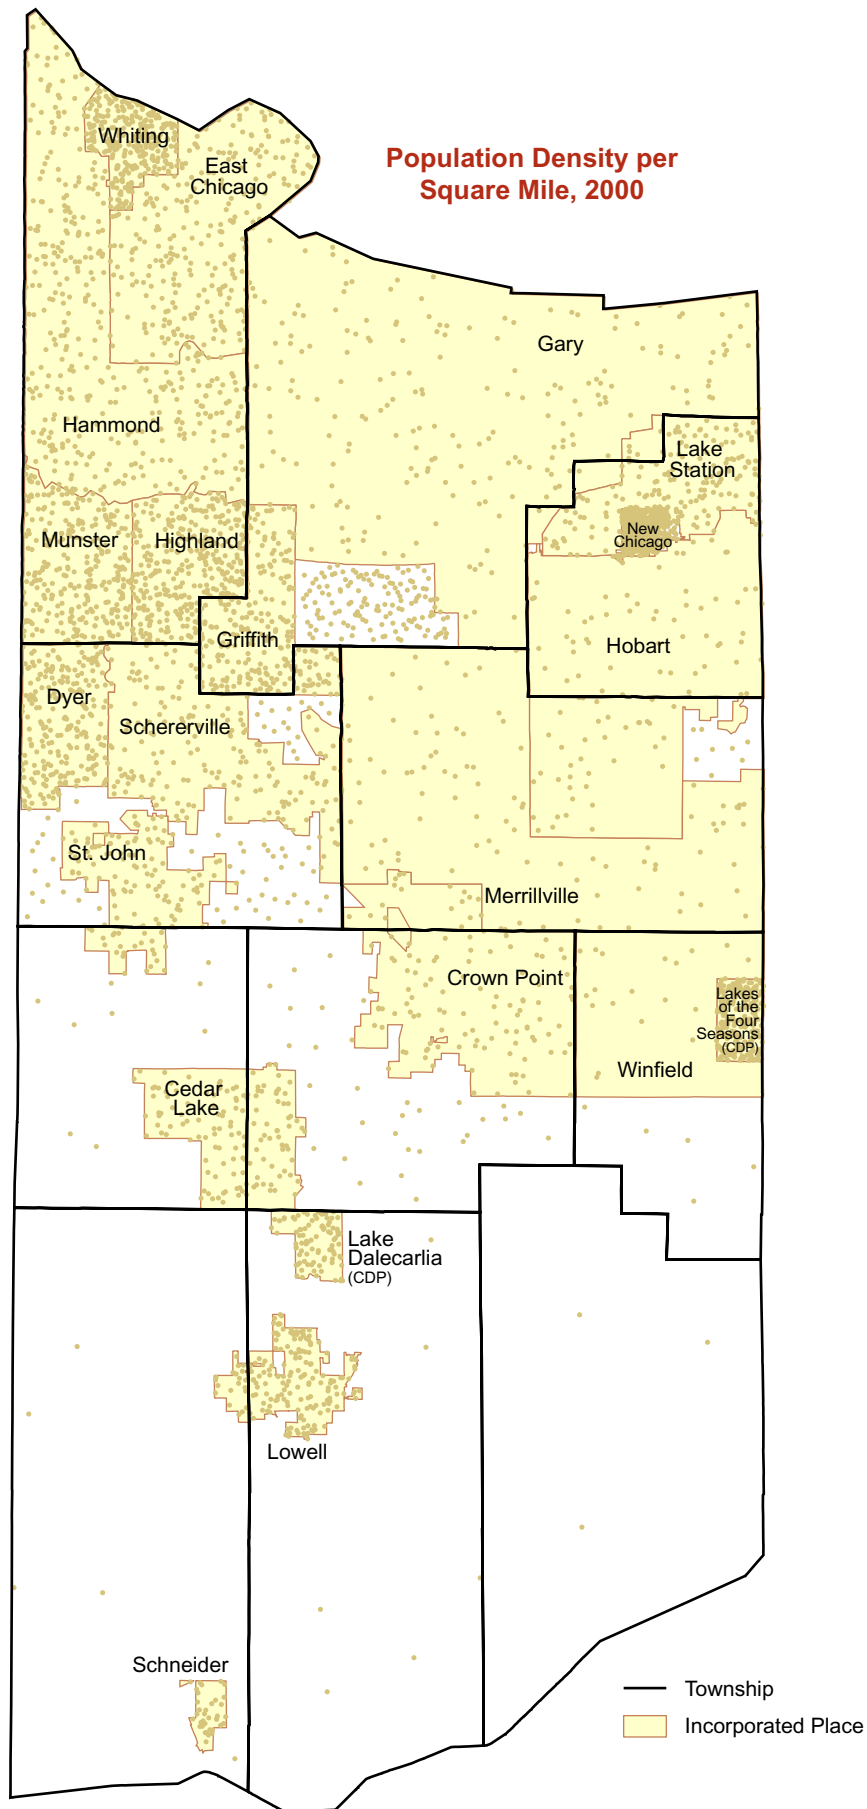 Whiting
East
Chicago
Population Density per
Square Mile, 2000
Gary
Hammond
Lake
Station
New
Chicago
Munster
Highland
Griffith
Hobart
Dyer
Schererville
St. John
Merrillville
Crown Point
Lakes
of the
Four
Seasons
(CDP)
Winfield
Cedar
Lake
Lake
Dalecarlia
(CDP)
Lowell
Schneider
Township
Incorporated Place